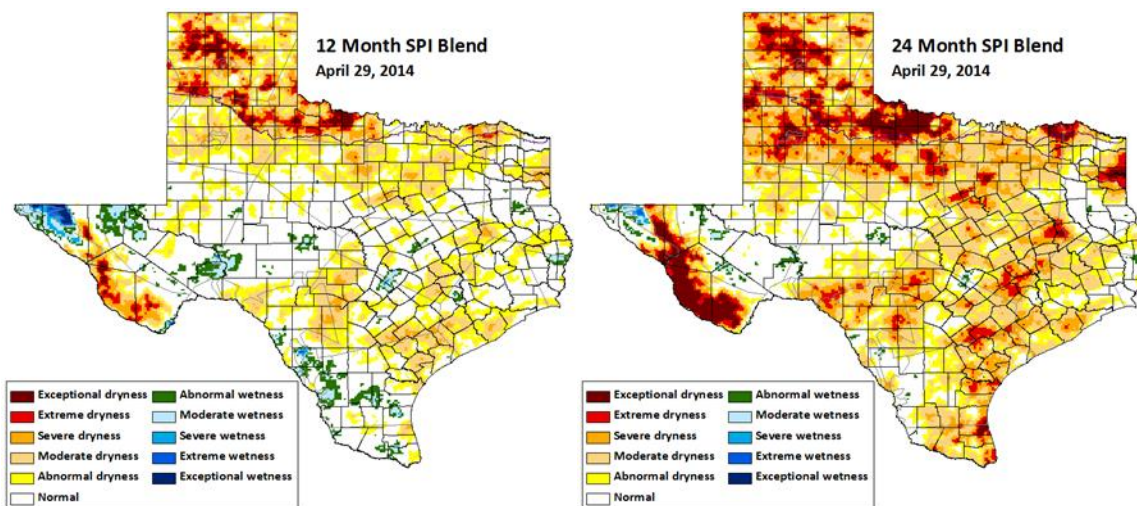 12 Month SPI Blend
April 29, 2014
Exceptional dryness
Extreme dryness
Severe dryness
Moderate dryness
Abnormal dryness
Normal
Abnormal wetness
Moderate wetness
Severe wetness
Extreme wetness
Exceptional wetness
24 Month SPI Blend
April 29, 2014
Exceptional dryness
Extreme dryness
Severe dryness
Moderate dryness
Abnormal dryness
Normal
Abnormal wetness
Moderate wetness
Severe wetness
Extreme wetness
Exceptional wetness